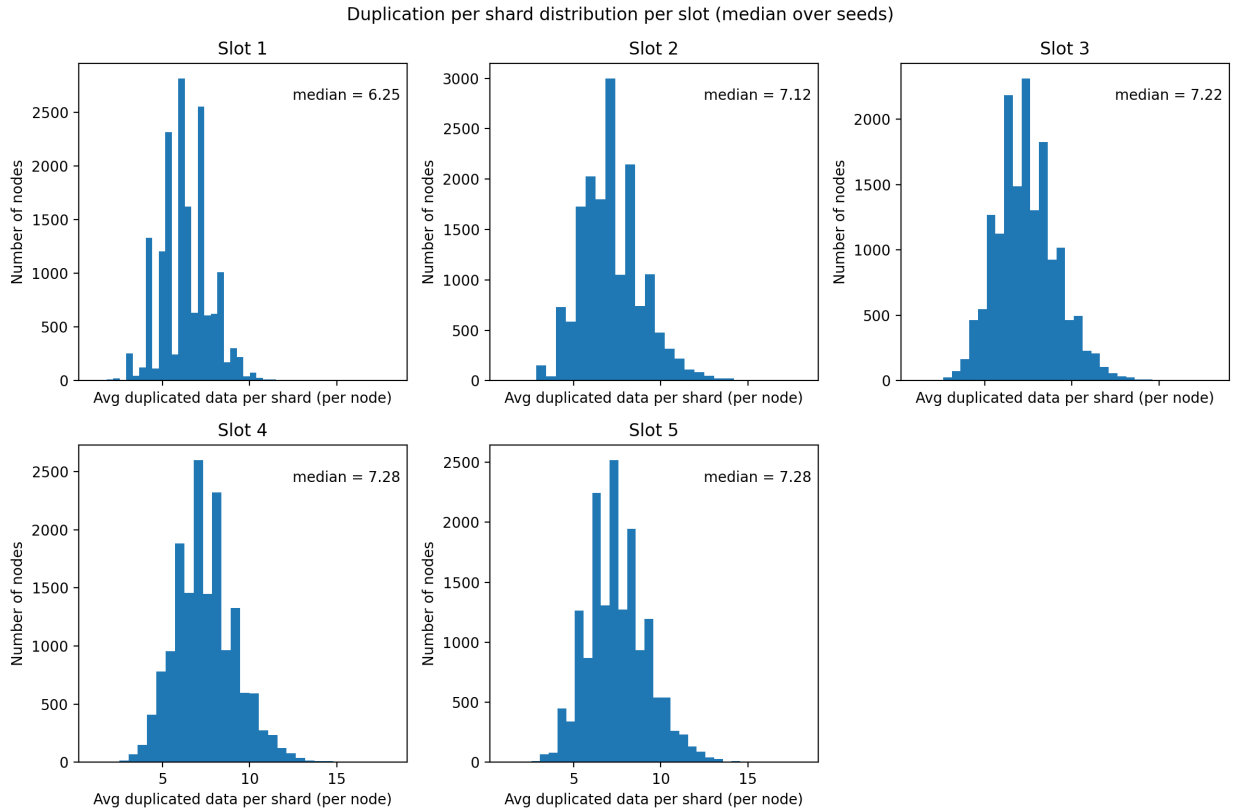 Duplication per shard distribution per slot (median over seeds)
Slot 1
median = 6.25
Number of nodes
2500
2000
1500
1000
500
0
Avg duplicated data per shard (per node)
Slot 2
median = 7.12
Number of nodes
3000
2500
2000
1500
1000
500
0
Avg duplicated data per shard (per node)
Slot 3
median = 7.22
Number of nodes
2000
1500
1000
500
0
Avg duplicated data per shard (per node)
Slot 4
median = 7.28
Number of nodes
2500
2000
1500
1000
500
0
5 10 15
Avg duplicated data per shard (per node)
Slot 5
median = 7.28
Number of nodes
2500
2000
1500
1000
500
0
5 10 15
Avg duplicated data per shard (per node)